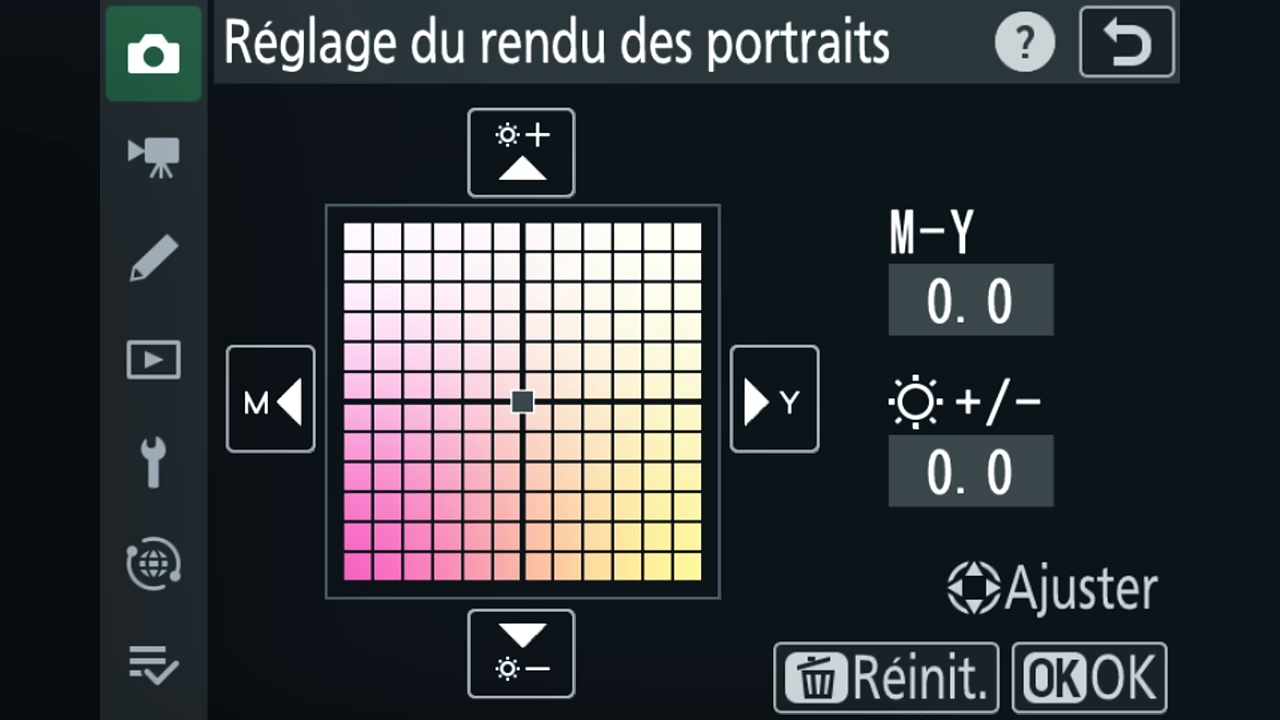 Réglage du rendu des portraits
?
+
M
Y
−
M−Y
0. 0
+/−
0. 0
Ajuster
Réinit.
OK OK